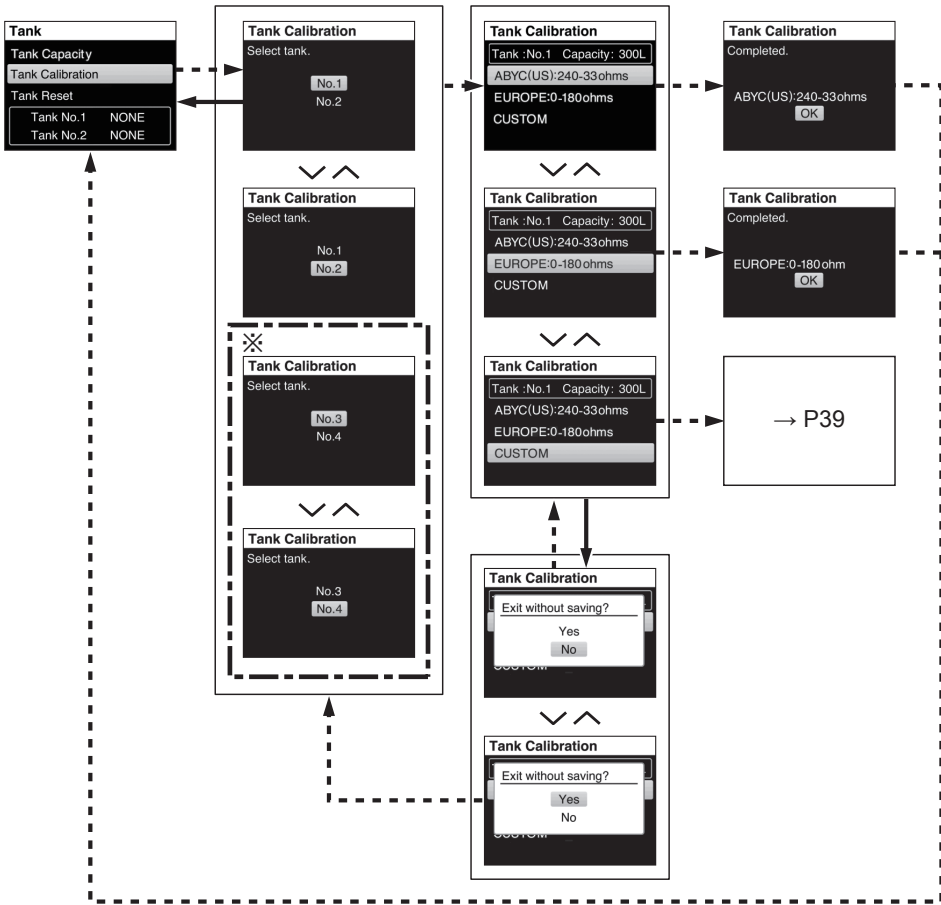 Tank
Tank Capacity
Tank Calibration
Tank Reset
Tank No.1 NONE
Tank No.2 NONE
Tank Calibration
Select tank.
No.1
No.2
Tank Calibration
Select tank.
No.1
No.2
※
Tank Calibration
Select tank.
No.3
No.4
Tank Calibration
Select tank.
No.3
No.4
Tank Calibration
Tank :No.1 Capacity: 300L
ABYC(US):240-33ohms
EUROPE:0-180ohms
CUSTOM
Tank Calibration
Tank :No.1 Capacity: 300L
ABYC(US):240-33ohms
EUROPE:0-180ohms
CUSTOM
Tank Calibration
Tank :No.1 Capacity: 300L
ABYC(US):240-33ohms
EUROPE:0-180ohms
CUSTOM
Tank Calibration
Exit without saving?
Yes
No
CUSTOM
Tank Calibration
Exit without saving?
Yes
No
CUSTOM
Tank Calibration
Completed.
ABYC(US):240-33ohms
OK
Tank Calibration
Completed.
EUROPE:0-180ohm
OK
→ P39